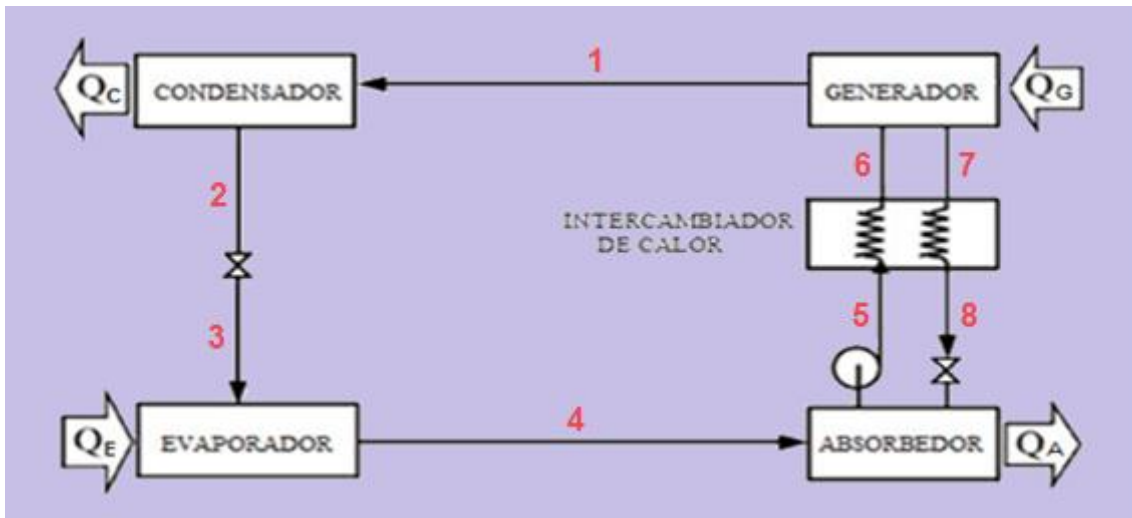 1
QC
CONDENSADOR
GENERADOR
QG
2
6
7
INTERCAMBIADOR
DE CALOR
3
5
8
QE
EVAPORADOR
4
ABSORBEDOR
QA